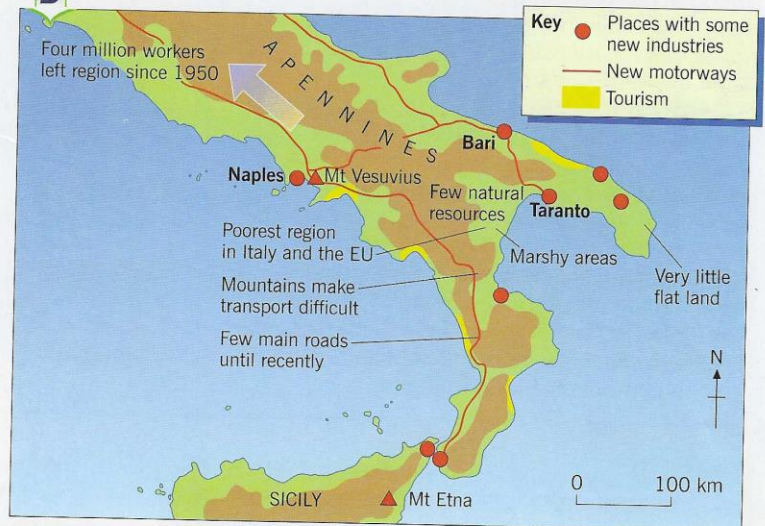 D
Key
Places with some
new industries
New motorways
Tourism
Four million workers
left region since 1950
APENNINES
Bari
Naples
Mt Vesuvius
Few natural
resources
Taranto
Poorest region
in Italy and the EU
Marshy areas
Mountains make
transport difficult
Very little
flat land
Few main roads
until recently
N
0 100 km
SICILY
Mt Etna